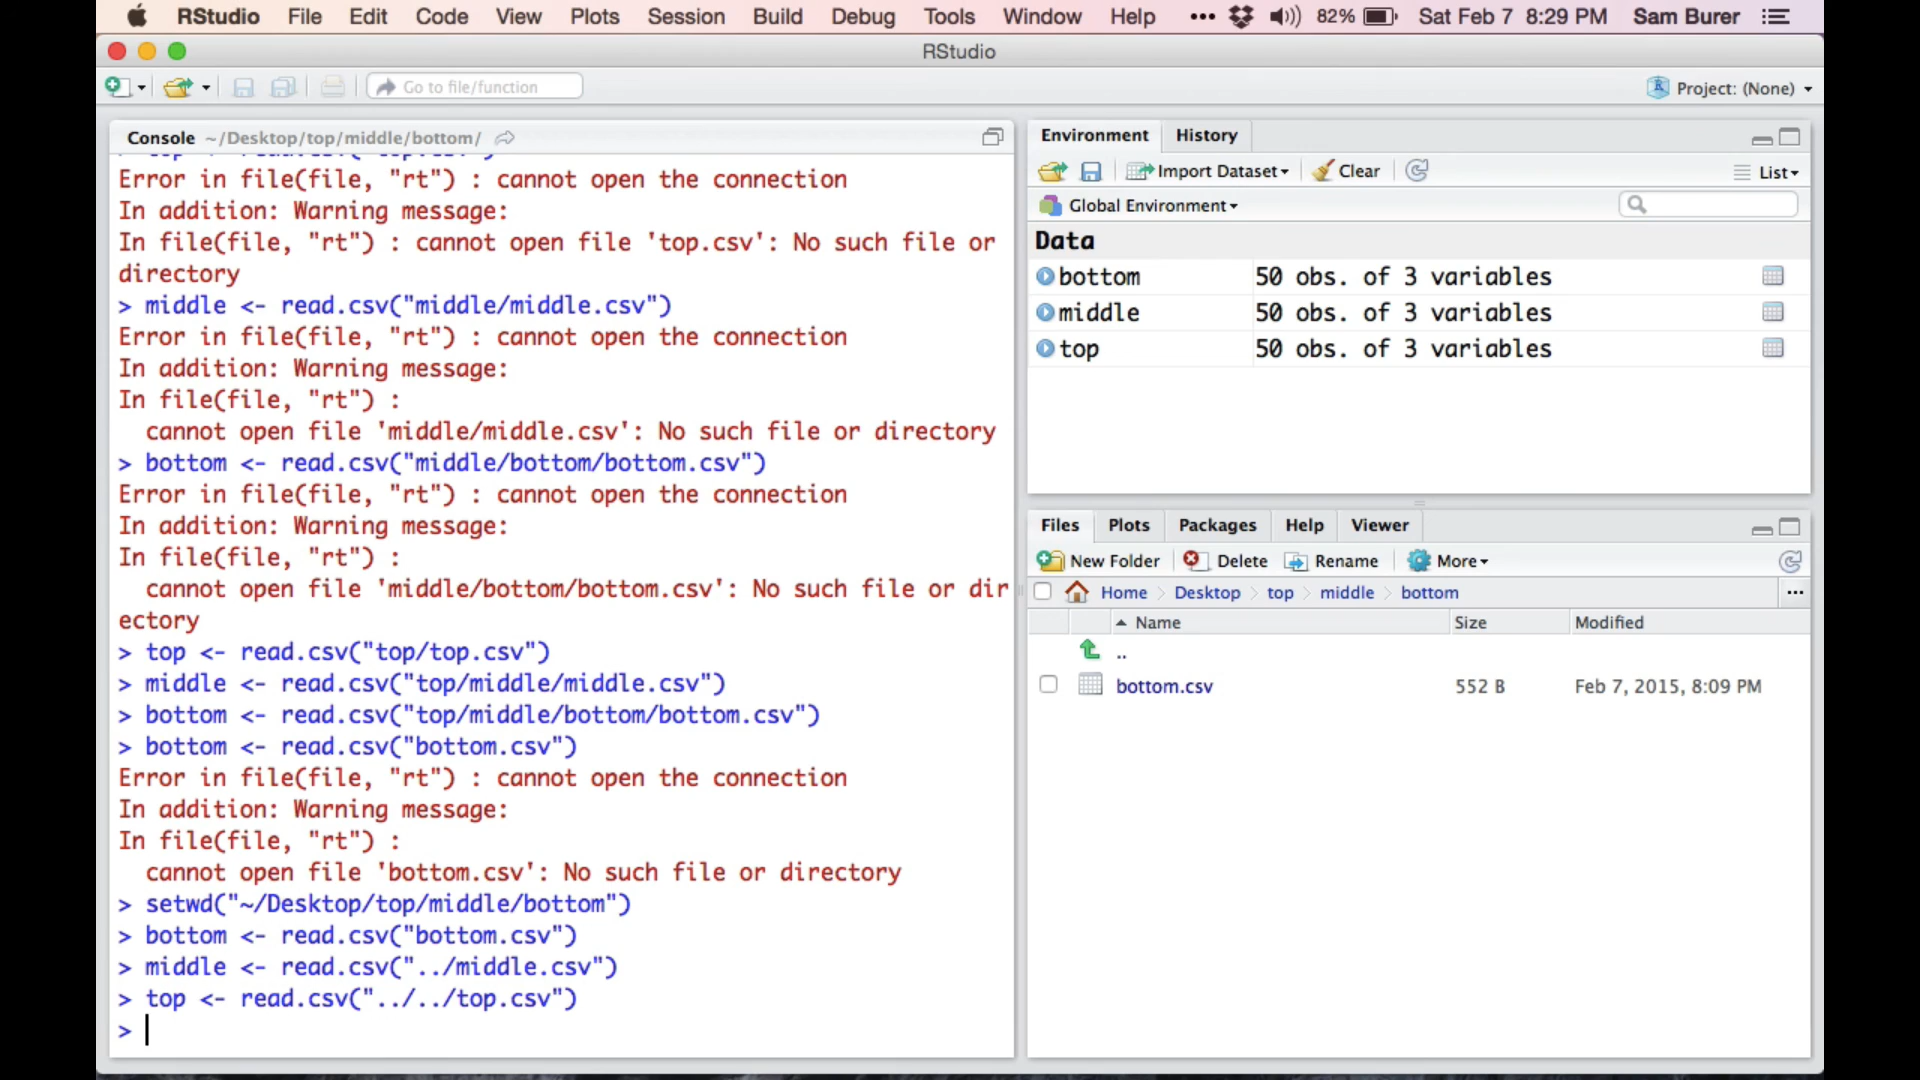 RStudio File Edit Code View Plots Session Build Debug Tools Window Help ••• 82% Sat Feb 7 8:29 PM Sam Burer
RStudio
Go to file/function
Project: (None)
Console ~/Desktop/top/middle/bottom/
Error in file(file, "rt") : cannot open the connection
In addition: Warning message:
In file(file, "rt") : cannot open file 'top.csv': No such file or
directory
> middle <- read.csv("middle/middle.csv")
Error in file(file, "rt") : cannot open the connection
In addition: Warning message:
In file(file, "rt") :
  cannot open file 'middle/middle.csv': No such file or directory
> bottom <- read.csv("middle/bottom/bottom.csv")
Error in file(file, "rt") : cannot open the connection
In addition: Warning message:
In file(file, "rt") :
  cannot open file 'middle/bottom/bottom.csv': No such file or dir
ectory
> top <- read.csv("top/top.csv")
> middle <- read.csv("top/middle/middle.csv")
> bottom <- read.csv("top/middle/bottom/bottom.csv")
> bottom <- read.csv("bottom.csv")
Error in file(file, "rt") : cannot open the connection
In addition: Warning message:
In file(file, "rt") :
  cannot open file 'bottom.csv': No such file or directory
> setwd("~/Desktop/top/middle/bottom")
> bottom <- read.csv("bottom.csv")
> middle <- read.csv("../middle.csv")
> top <- read.csv("../../top.csv")
>
Environment History
Import Dataset Clear List
Global Environment
Data
bottom 50 obs. of 3 variables
middle 50 obs. of 3 variables
top 50 obs. of 3 variables
Files Plots Packages Help Viewer
New Folder Delete Rename More
Home Desktop top middle bottom ...
Name Size Modified
..
bottom.csv 552 B Feb 7, 2015, 8:09 PM